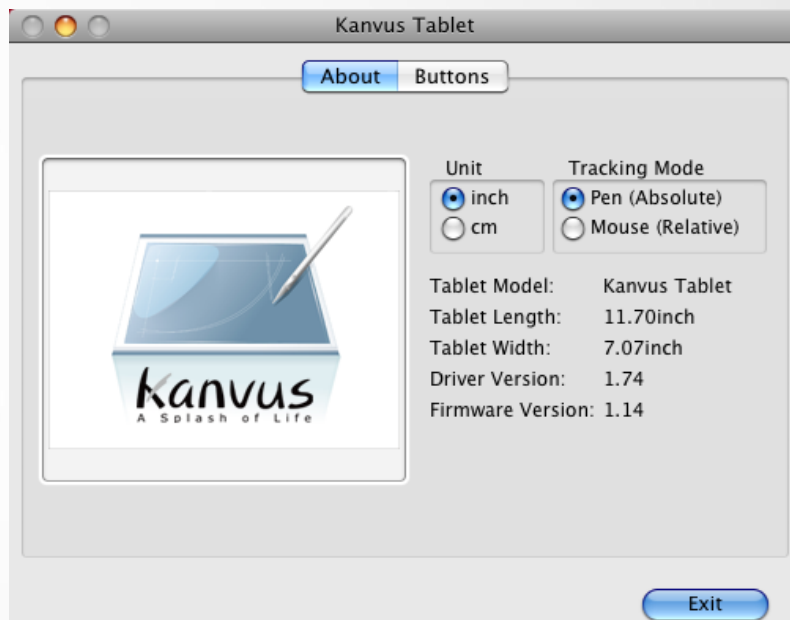 Kanvus Tablet
About Buttons
Unit Tracking Mode
inch Pen (Absolute)
cm Mouse (Relative)
Tablet Model: Kanvus Tablet
Tablet Length: 11.70inch
Tablet Width: 7.07inch
Driver Version: 1.74
Firmware Version: 1.14
kanvus
A Splash of Life
Exit